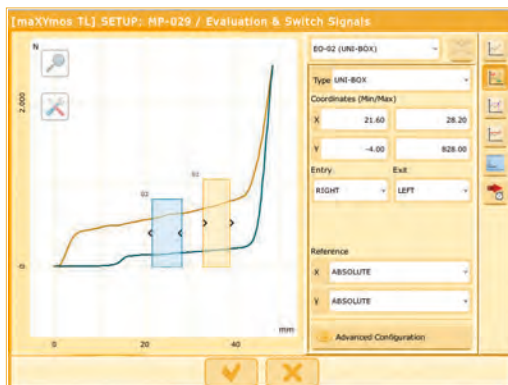 [maXYmos TL] SETUP: MP-029 / Evaluation & Switch Signals
N
2.000
0
02
01
0
20
40
mm
EO-02 (UNI-BOX)
Type UNI-BOX
Coordinates (Min/Max)
X 21.60 28.20
Y -4.00 828.00
Entry Exit
RIGHT LEFT
Reference
X ABSOLUTE
Y ABSOLUTE
Advanced Configuration